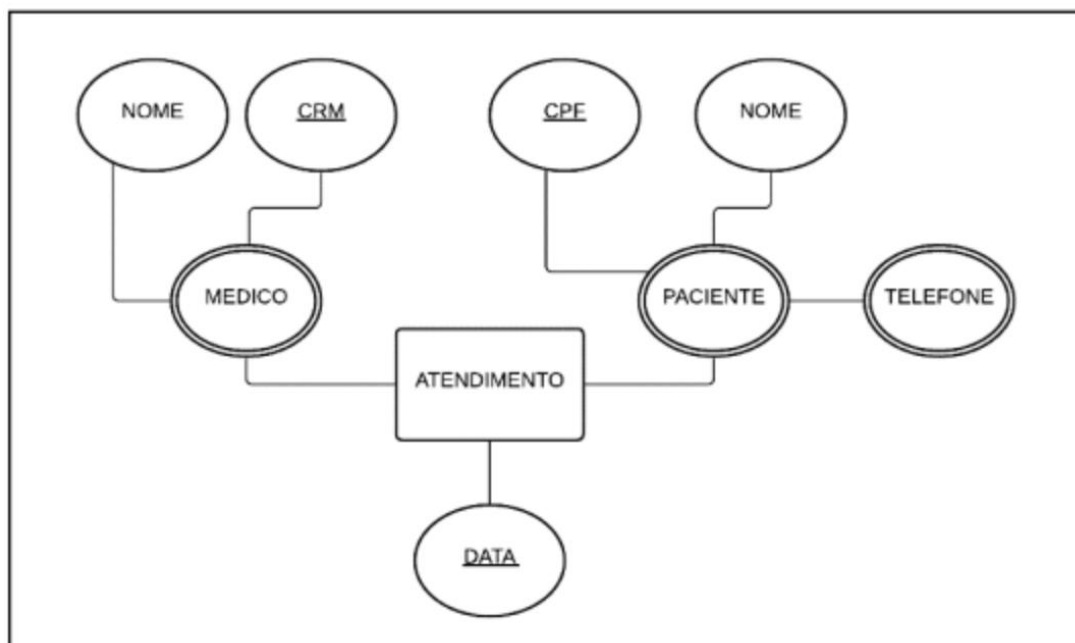 NOME
CRM
CPF
NOME
MEDICO
PACIENTE
TELEFONE
ATENDIMENTO
DATA